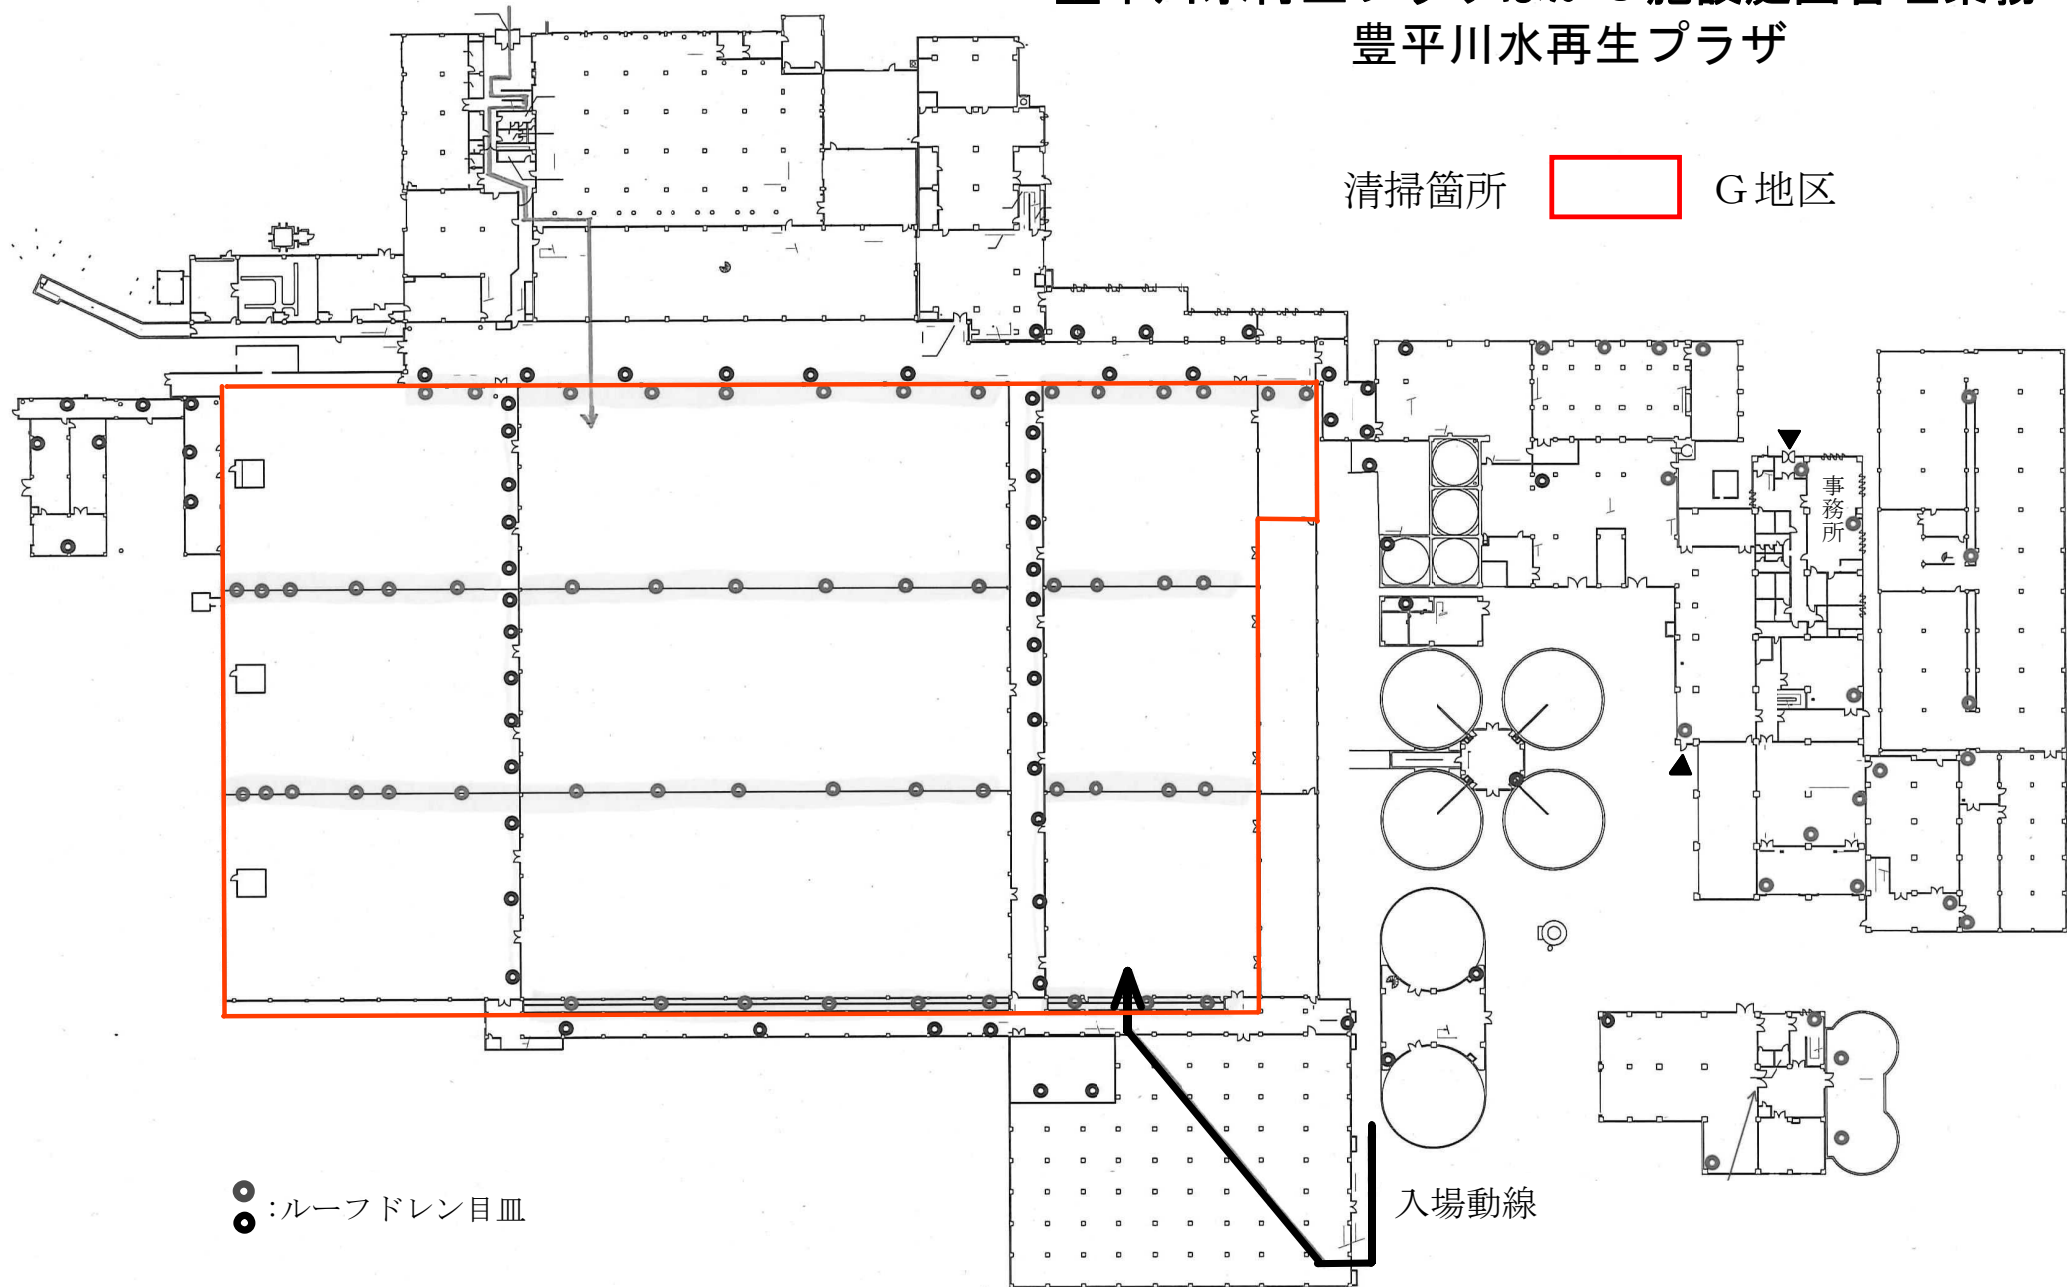 豊平川水再生プラザ
清掃箇所 G地区
事務所
:ルーフドレン目皿
入場動線